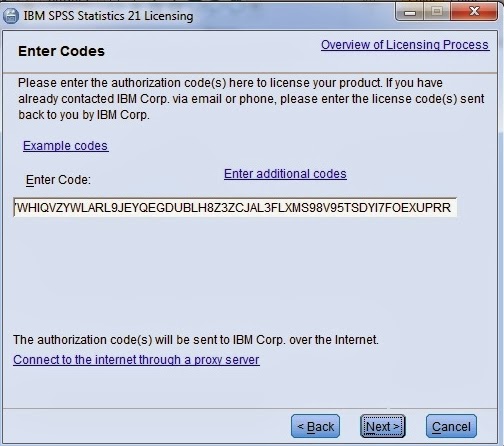 IBM SPSS Statistics 21 Licensing
Enter Codes
Overview of Licensing Process
Please enter the authorization code(s) here to license your product. If you have
already contacted IBM Corp. via email or phone, please enter the license code(s) sent
back to you by IBM Corp.
Example codes
Enter Code:
Enter additional codes
WHIQVZYWLARL9JEYQEGDUBLH8Z3ZCJAL3FLXMS98V95TSDYI7FOEXUPRR
The authorization code(s) will be sent to IBM Corp. over the Internet.
Connect to the internet through a proxy server
< Back
Next >
Cancel